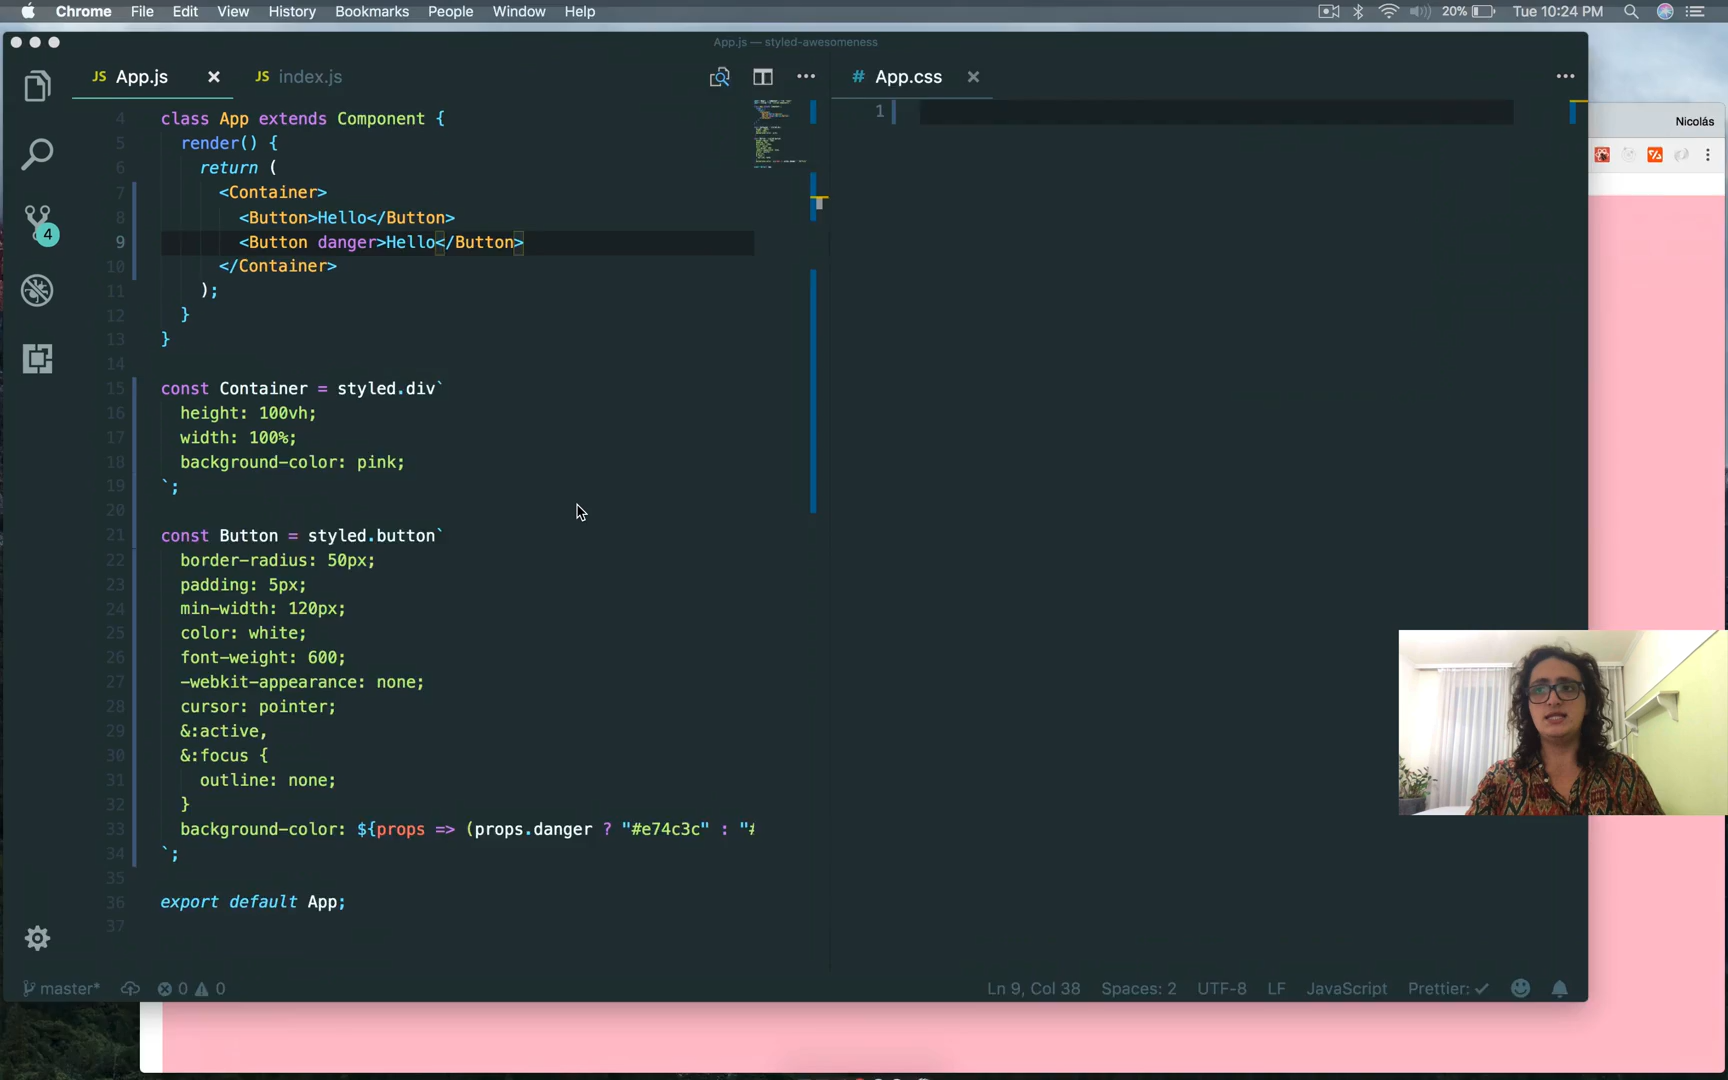 Chrome File Edit View History Bookmarks People Window Help 20% Tue 10:24 PM
App.js — styled-awesomeness
JS App.js × JS index.js ··· # App.css × ···
Nicolás
4 class App extends Component {
5 render() {
6 return (
7 <Container>
8 <Button>Hello</Button>
9 <Button danger>Hello</Button>
10 </Container>
11 );
12 }
13 }
14
15 const Container = styled.div`
16 height: 100vh;
17 width: 100%;
18 background-color: pink;
19 `;
20
21 const Button = styled.button`
22 border-radius: 50px;
23 padding: 5px;
24 min-width: 120px;
25 color: white;
26 font-weight: 600;
27 -webkit-appearance: none;
28 cursor: pointer;
29 &:active,
30 &:focus {
31 outline: none;
32 }
33 background-color: ${props => (props.danger ? "#e74c3c" : "#
34 `;
35
36 export default App;
37
1
4
master* 0 0 Ln 9, Col 38 Spaces: 2 UTF-8 LF JavaScript Prettier: ✓